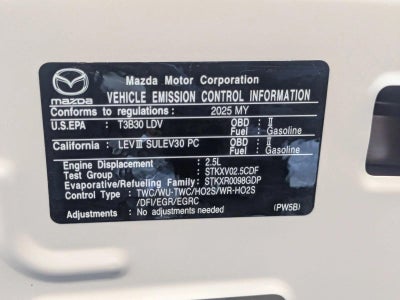 Mazda Motor Corporation
mazda VEHICLE EMISSION CONTROL INFORMATION
Conforms to regulations: 2025 MY
U.S.EPA : T3B30 LDV OBD : II
Fuel : Gasoline
California : LEVIII SULEV30 PC OBD : II
Fuel : Gasoline
Engine Displacement : 2.5L
Test Group : STKXV02.5CDF
Evaporative/Refueling Family: STKXR0098GDP
Control Type : TWC/WU-TWC/HO2S/WR-HO2S
/DFI/EGR/EGRC
Adjustments: No adjustments needed. (PW5B)